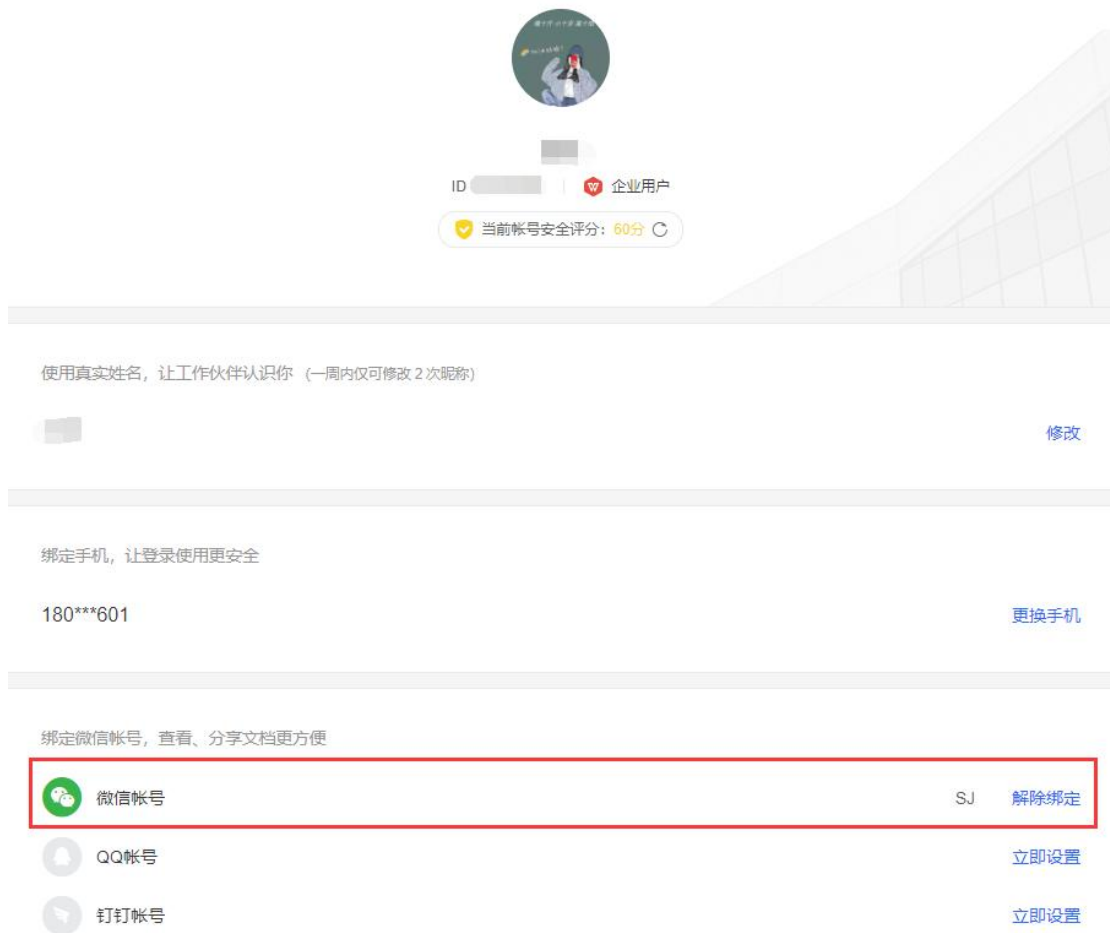 ID
企业用户
当前帐号安全评分：60分
使用真实姓名，让工作伙伴认识你（一周内仅可修改 2 次昵称）
修改
绑定手机，让登录使用更安全
180***601 更换手机
绑定微信帐号，查看、分享文档更方便
微信帐号 SJ 解除绑定
QQ帐号 立即设置
钉钉帐号 立即设置